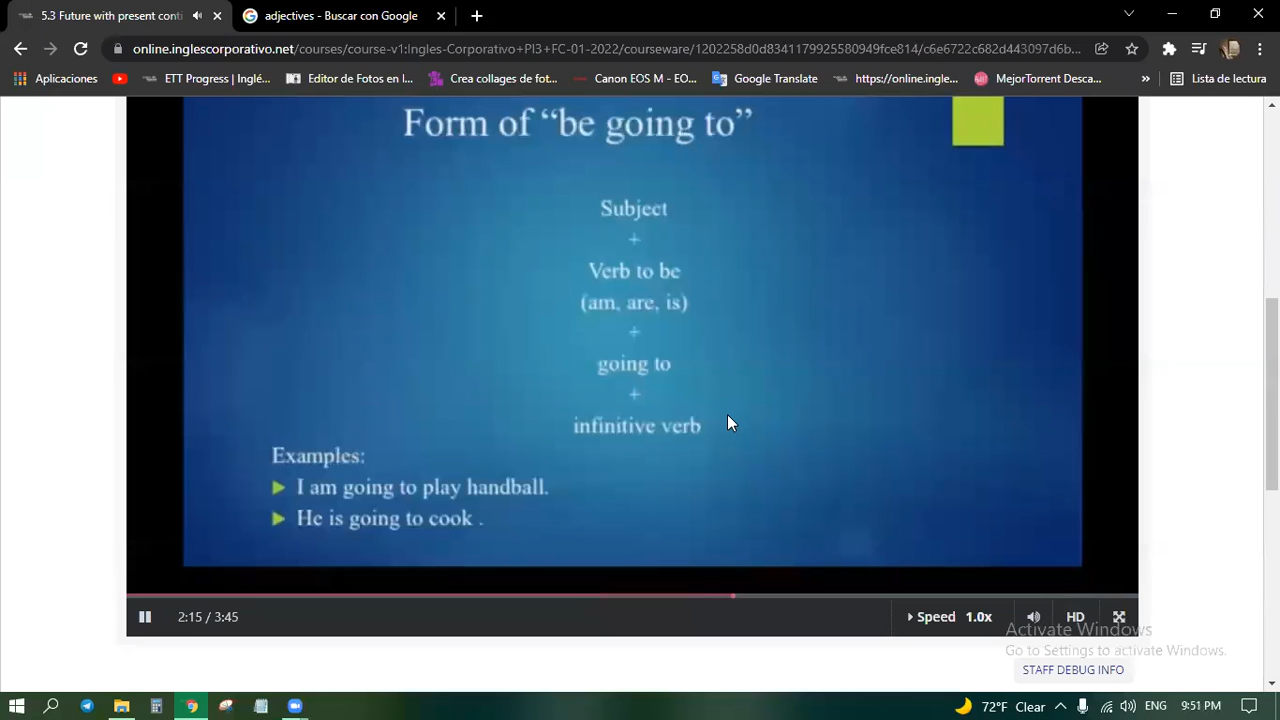 5.3 Future with present conti
adjectives - Buscar con Google
online.inglescorporativo.net/courses/course-v1:Ingles-Corporativo+PI3+FC-01-2022/courseware/1202258d0d8341179925580949fce814/c6e6722c682d443097d6b...
Aplicaciones
ETT Progress | Inglé...
Editor de Fotos en l...
Crea collages de fot...
Canon EOS M - EO...
Google Translate
https://online.ingle...
MejorTorrent Desca...
»
Lista de lectura
Form of “be going to”
Subject
+
Verb to be
(am, are, is)
+
going to
+
infinitive verb
Examples:
I am going to play handball.
He is going to cook .
2:15 / 3:45
Speed 1.0x
HD
Activate Windows
Go to Settings to activate Windows.
STAFF DEBUG INFO
72°F Clear
ENG
9:51 PM